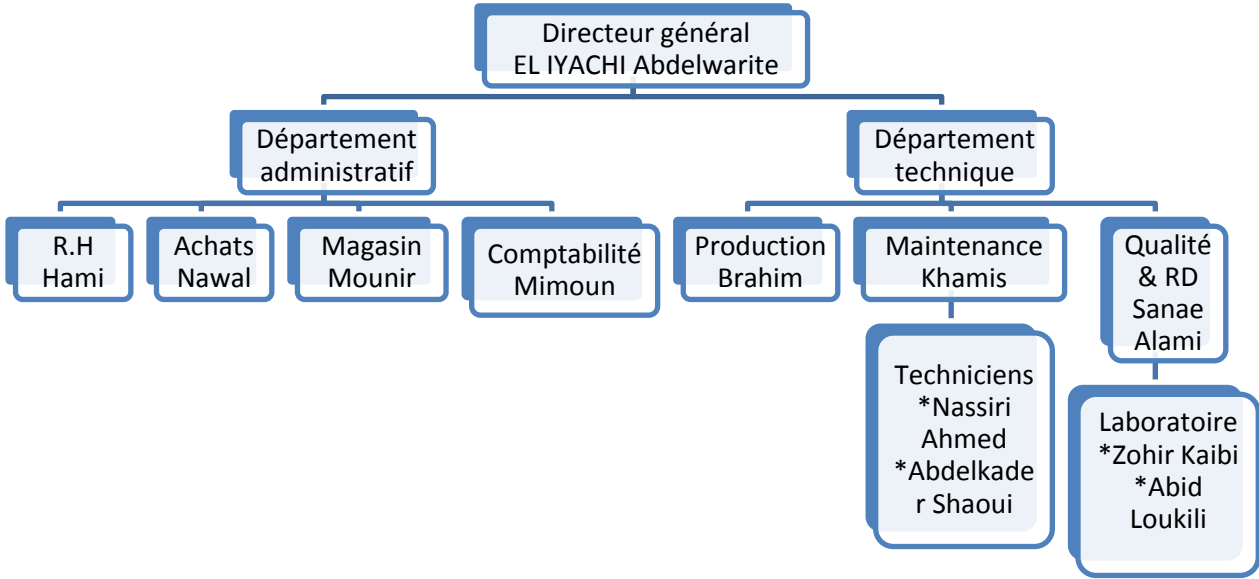 Directeur général
EL IYACHI Abdelwarite
Département
administratif
Département
technique
R.H
Hami
Achats
Nawal
Magasin
Mounir
Comptabilité
Mimoun
Production
Brahim
Maintenance
Khamis
Qualité
& RD
Sanae
Alami
Techniciens
*Nassiri
Ahmed
*Abdelkade
r Shaoui
Laboratoire
*Zohir Kaibi
*Abid
Loukili